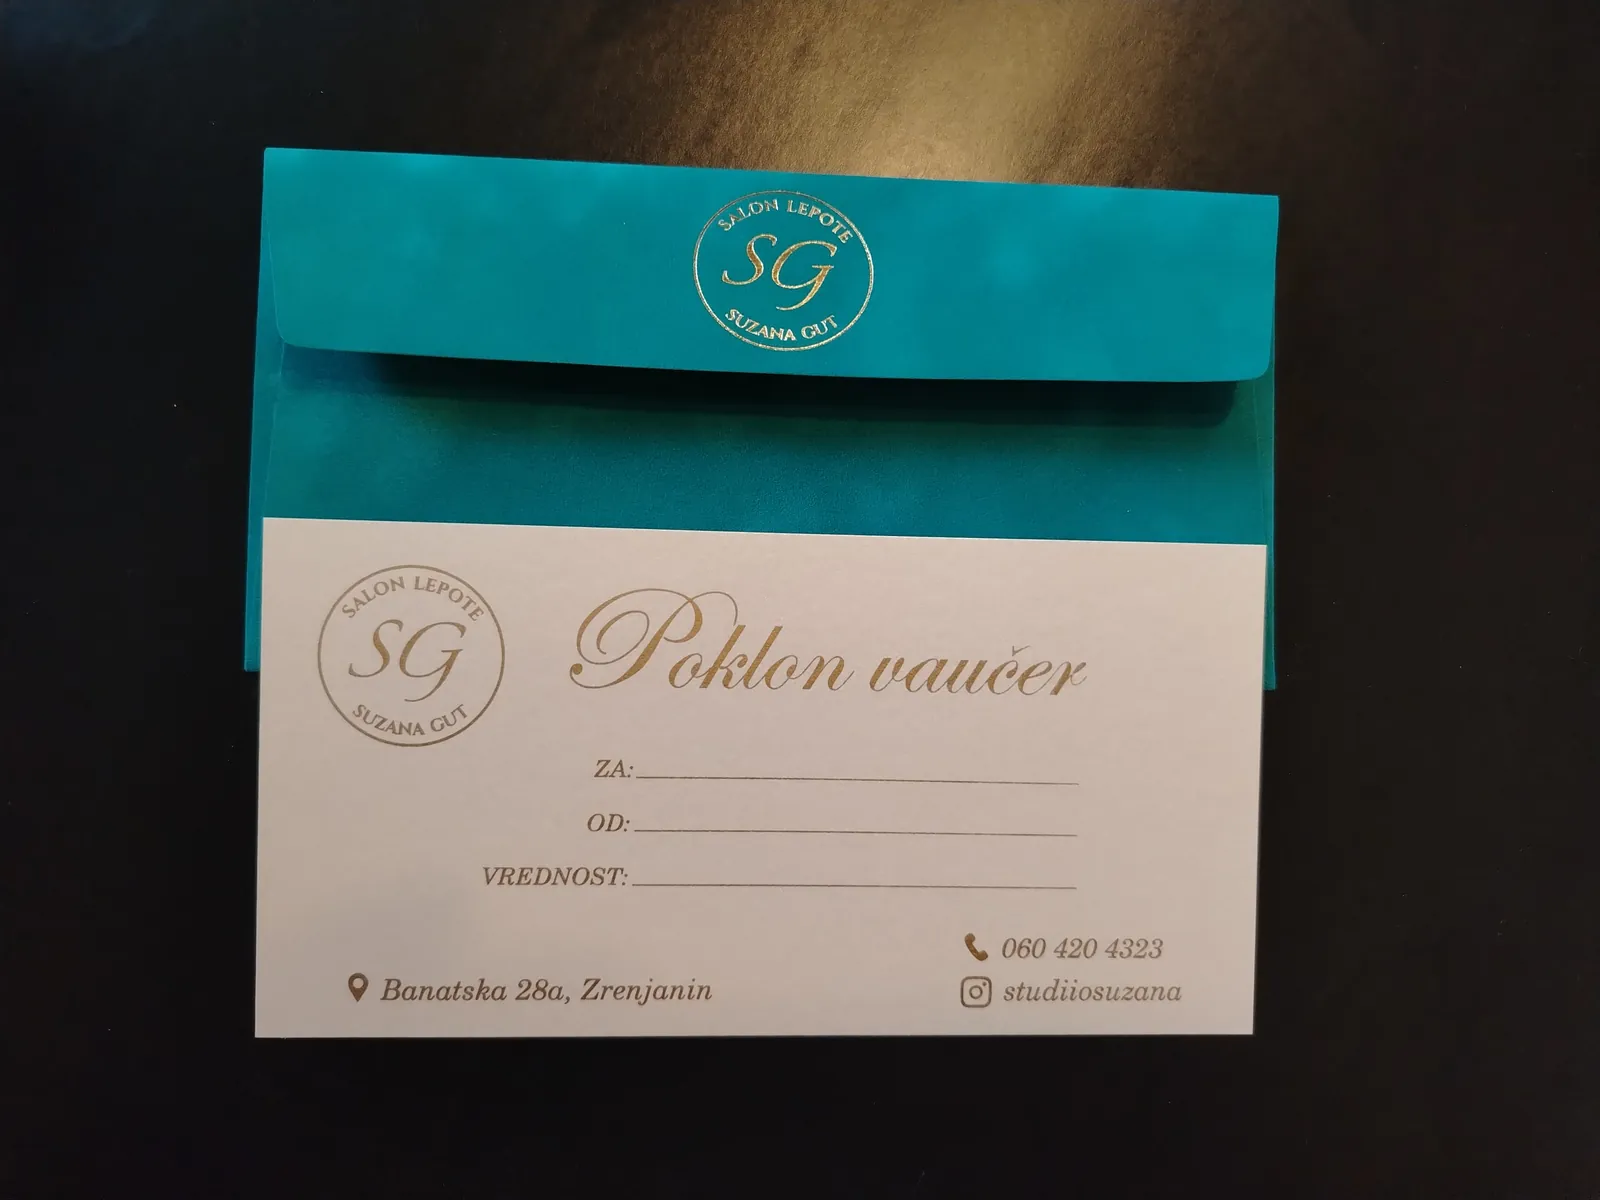 SALON LEPOTE
SG
SUZANA GUT
SALON LEPOTE
SG
SUZANA GUT
Poklon vaučer
ZA:
OD:
VREDNOST:
060 420 4323
Banatska 28a, Zrenjanin
studiiosuzana